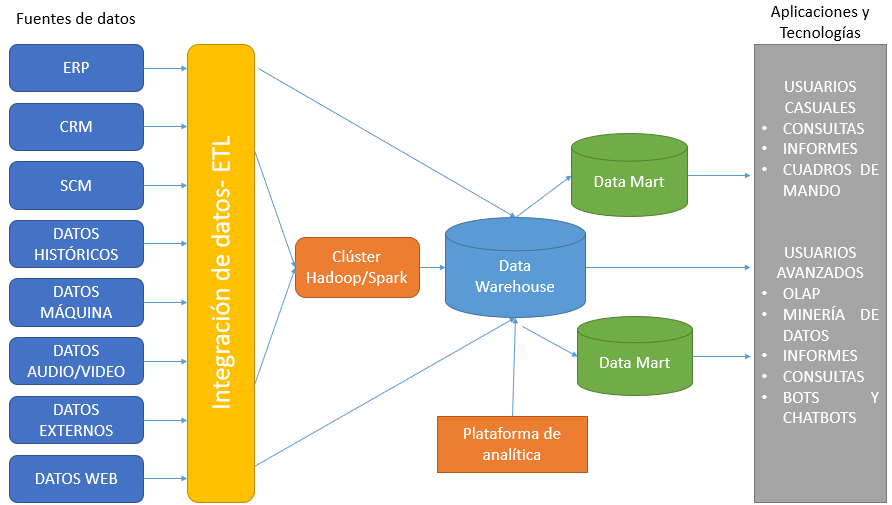 Fuentes de datos
ERP
CRM
SCM
DATOS
HISTÓRICOS
DATOS
MÁQUINA
DATOS
AUDIO/VIDEO
DATOS
EXTERNOS
DATOS WEB
Integración de datos- ETL
Clúster
Hadoop/Spark
Data
Warehouse
Plataforma de
analítica
Data Mart
Data Mart
Aplicaciones y
Tecnologías
USUARIOS
CASUALES
• CONSULTAS
• INFORMES
• CUADROS DE
MANDO
USUARIOS
AVANZADOS
• OLAP
• MINERÍA DE
DATOS
• INFORMES
• CONSULTAS
• BOTS Y
CHATBOTS